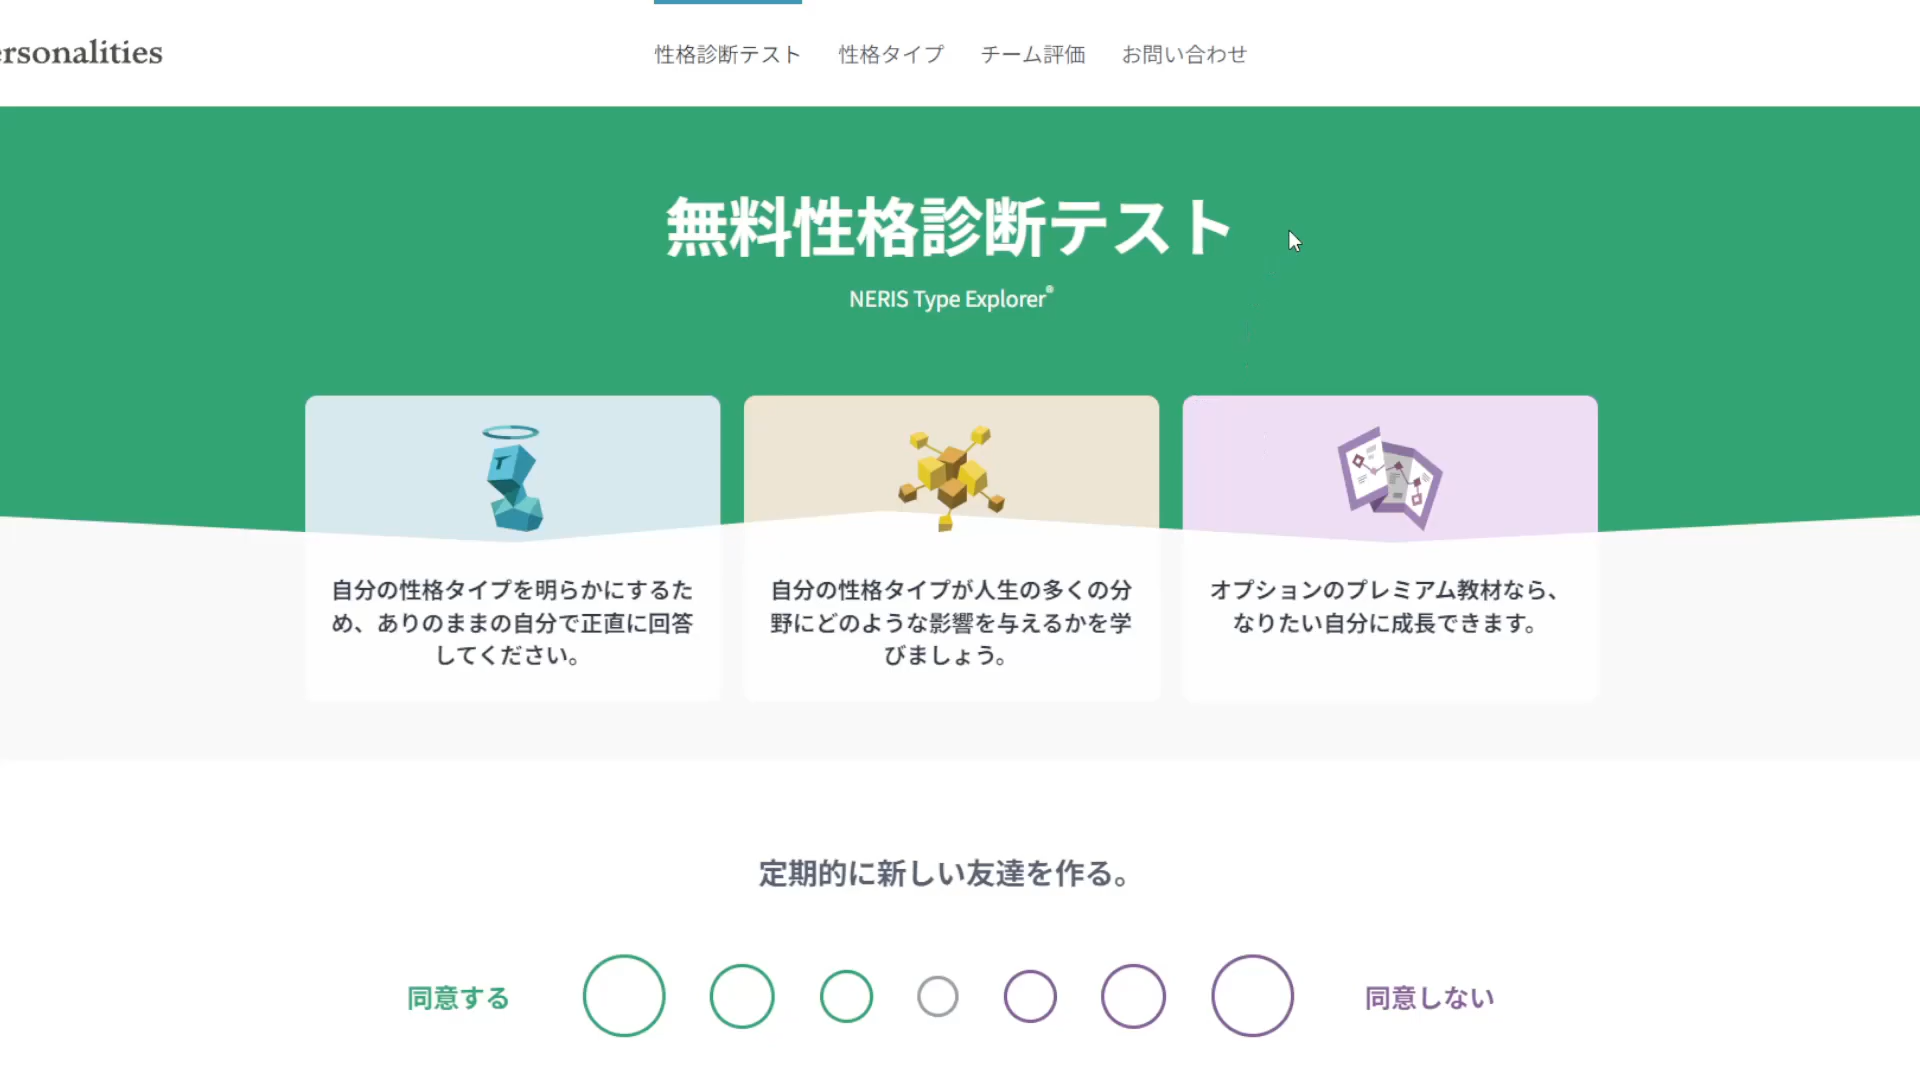 ersonalities
性格診断テスト 性格タイプ チーム評価 お問い合わせ
無料性格診断テスト
NERIS Type Explorer®
T
自分の性格タイプを明らかにするた
め、ありのままの自分で正直に回答
してください。
自分の性格タイプが人生の多くの分
野にどのような影響を与えるかを学
びましょう。
オプションのプレミアム教材なら、
なりたい自分に成長できます。
定期的に新しい友達を作る。
同意する 同意しない